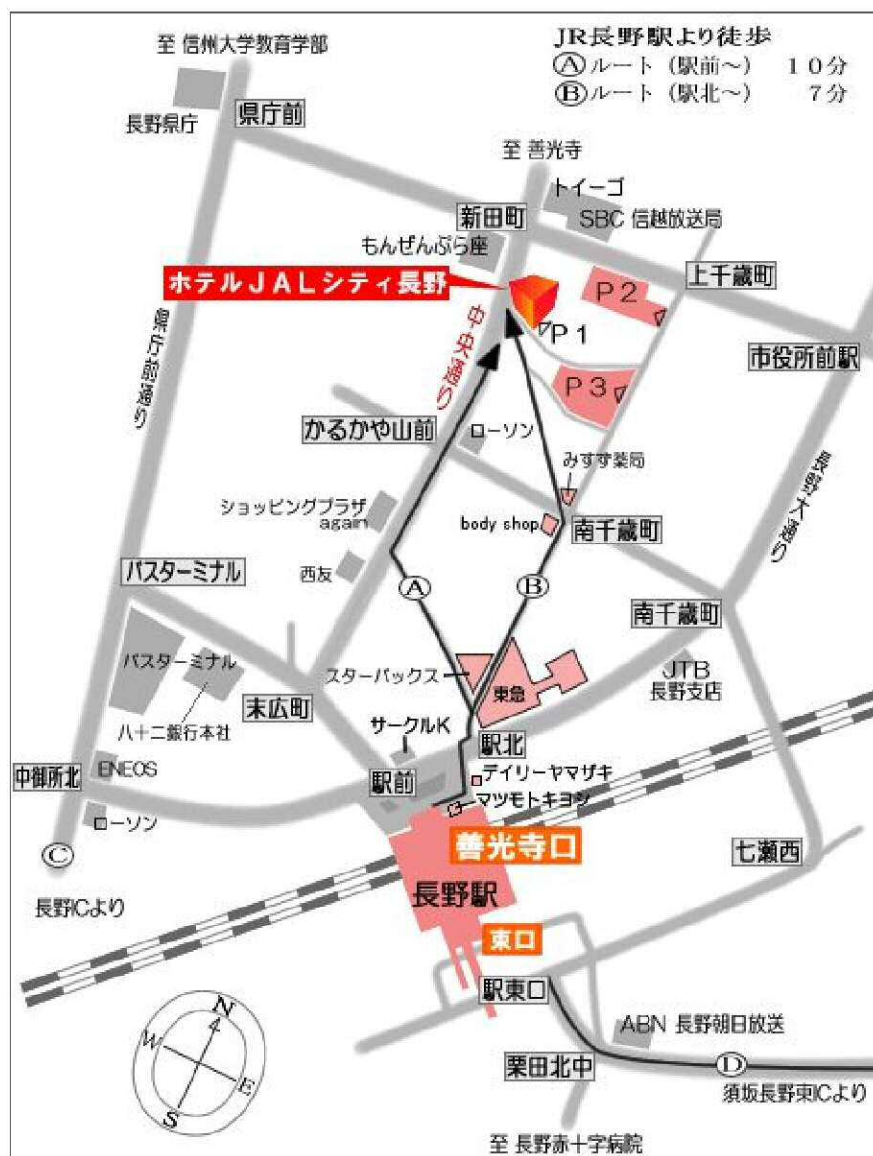 JR長野駅より徒歩
Ⓐルート（駅前～） １０分
Ⓑルート（駅北～） ７分
至 信州大学教育学部
長野県庁
県庁前
至 善光寺
トイーゴ
新田町
SBC 信越放送局
もんぜんぷら座
上千歳町
ホテルＪＡＬシティ長野
P２
P１
市役所前駅
県庁前通り
中央通り
P３
かるかや山前
ローソン
みすず薬局
長野大通り
ショッピングプラザ
again
body shop
南千歳町
西友
バスターミナル
A
B
南千歳町
バスターミナル
スターバックス
東急
JTB
長野支店
八十二銀行本社
末広町
サークルK
駅北
中御所北
ENEOS
駅前
デイリーヤマザキ
マツモトキヨシ
ローソン
善光寺口
七瀬西
C
長野駅
長野ICより
東口
駅東口
N
W
E
S
ABN 長野朝日放送
栗田北中
D
須坂長野東ICより
至 長野赤十字病院